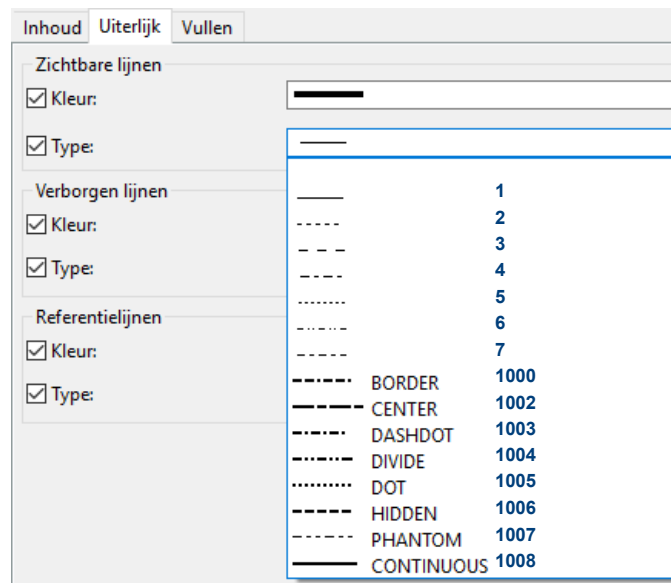 Inhoud Uiterlijk Vullen
Zichtbare lijnen
Kleur:
Type:
Verborgen lijnen
Kleur:
Type:
Referentielijnen
Kleur:
Type:
1
2
3
4
5
6
7
BORDER 1000
CENTER 1002
DASHDOT 1003
DIVIDE 1004
DOT 1005
HIDDEN 1006
PHANTOM 1007
CONTINUOUS 1008